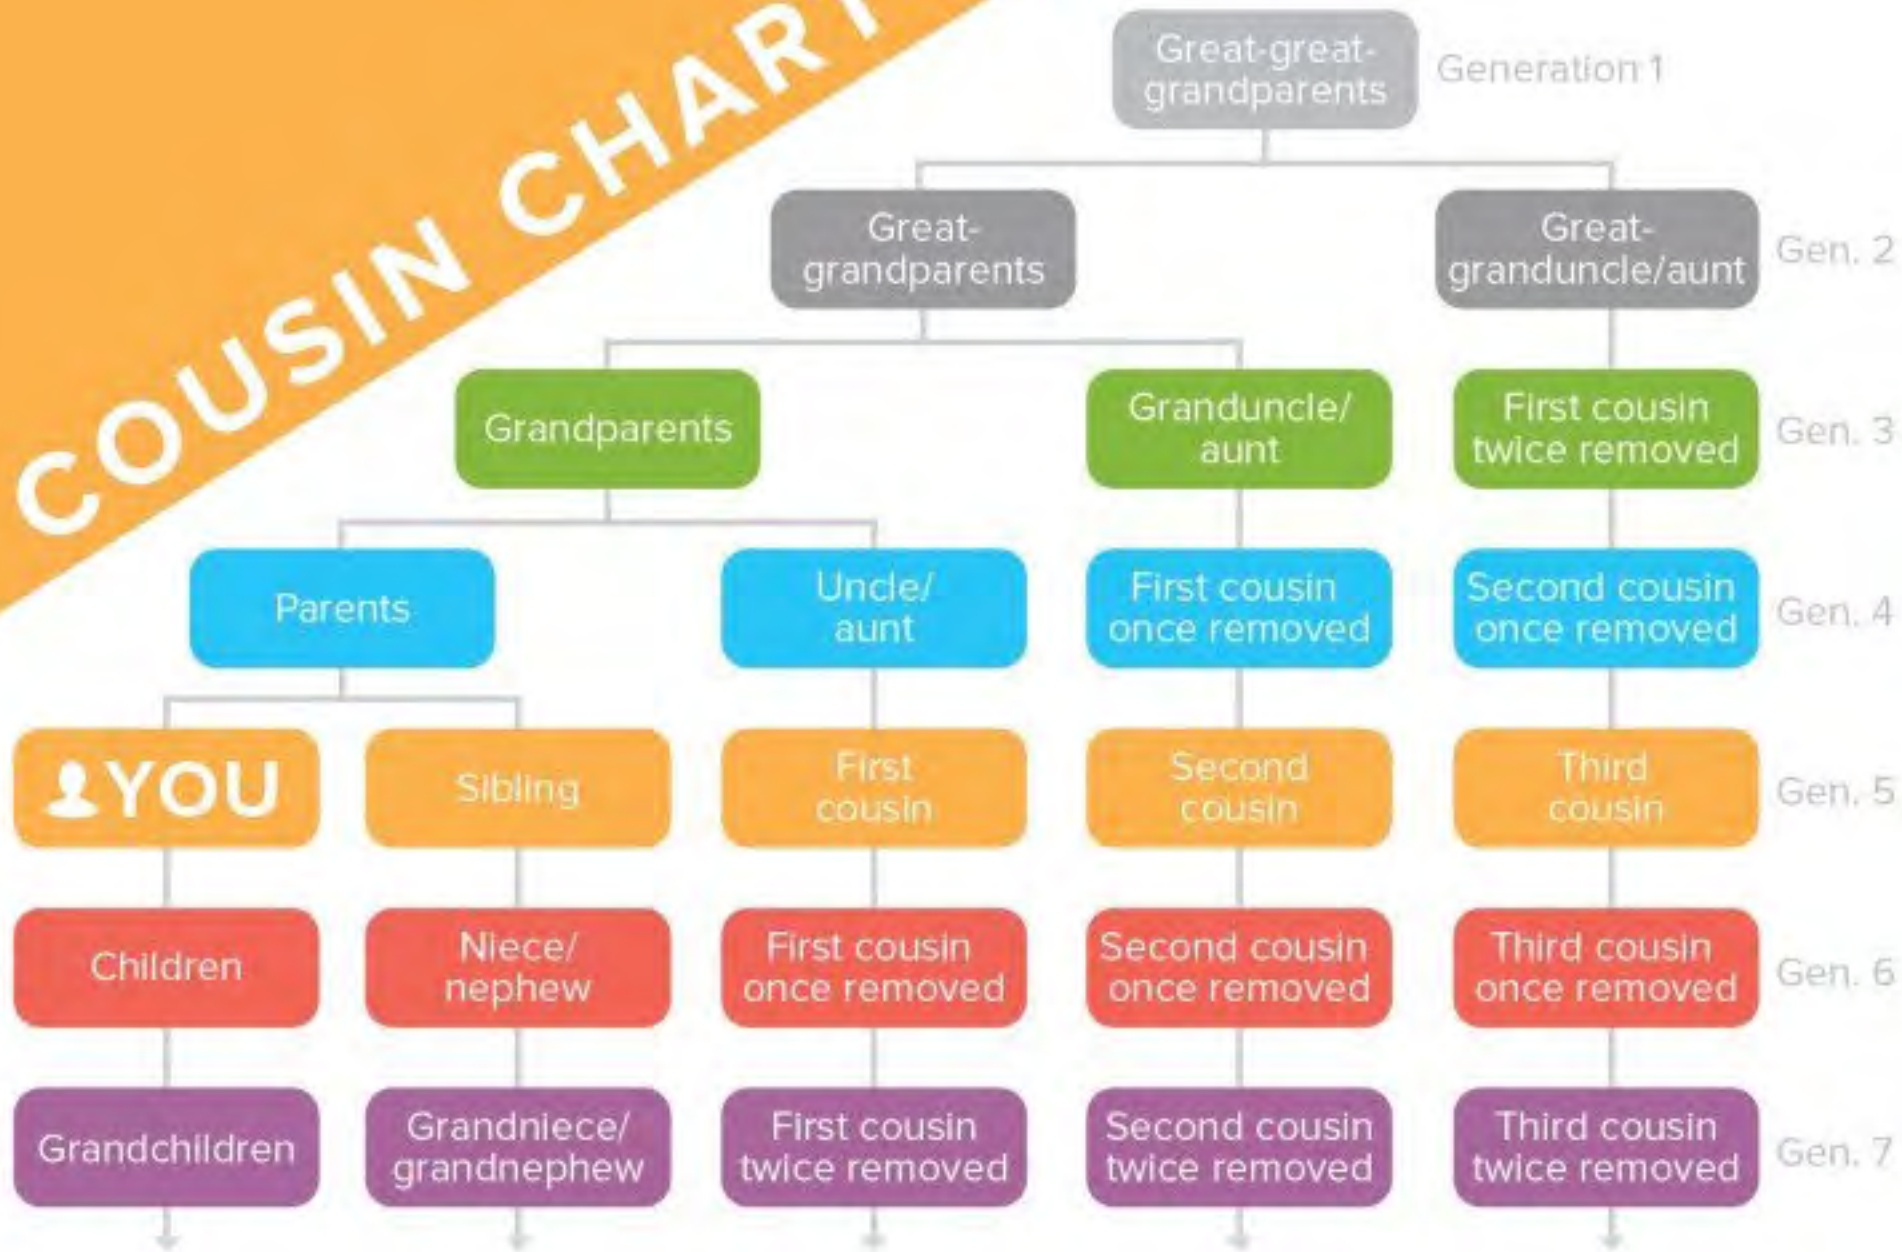 COUSIN CHART
Great-great-
grandparents
Generation 1
Great-
grandparents
Great-
granduncle/aunt
Gen. 2
Grandparents
Granduncle/
aunt
First cousin
twice removed
Gen. 3
Parents
Uncle/
aunt
First cousin
once removed
Second cousin
once removed
Gen. 4
YOU
Sibling
First
cousin
Second
cousin
Third
cousin
Gen. 5
Children
Niece/
nephew
First cousin
once removed
Second cousin
once removed
Third cousin
once removed
Gen. 6
Grandchildren
Grandniece/
grandnephew
First cousin
twice removed
Second cousin
twice removed
Third cousin
twice removed
Gen. 7